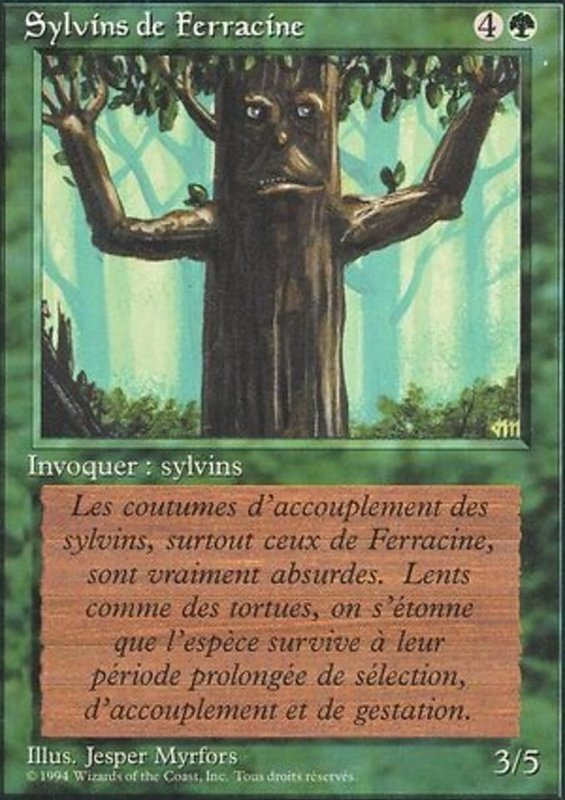 Sylvins de Ferracine 4
Invoquer : sylvins
Les coutumes d'accouplement des
sylvins, surtout ceux de Ferracine,
sont vraiment absurdes. Lents
comme des tortues, on s'étonne
que l'espèce survive à leur
période prolongée de sélection,
d'accouplement et de gestation.
Illus. Jesper Myrfors
3/5
© 1994 Wizards of the Coast, Inc. Tous droits réservés.